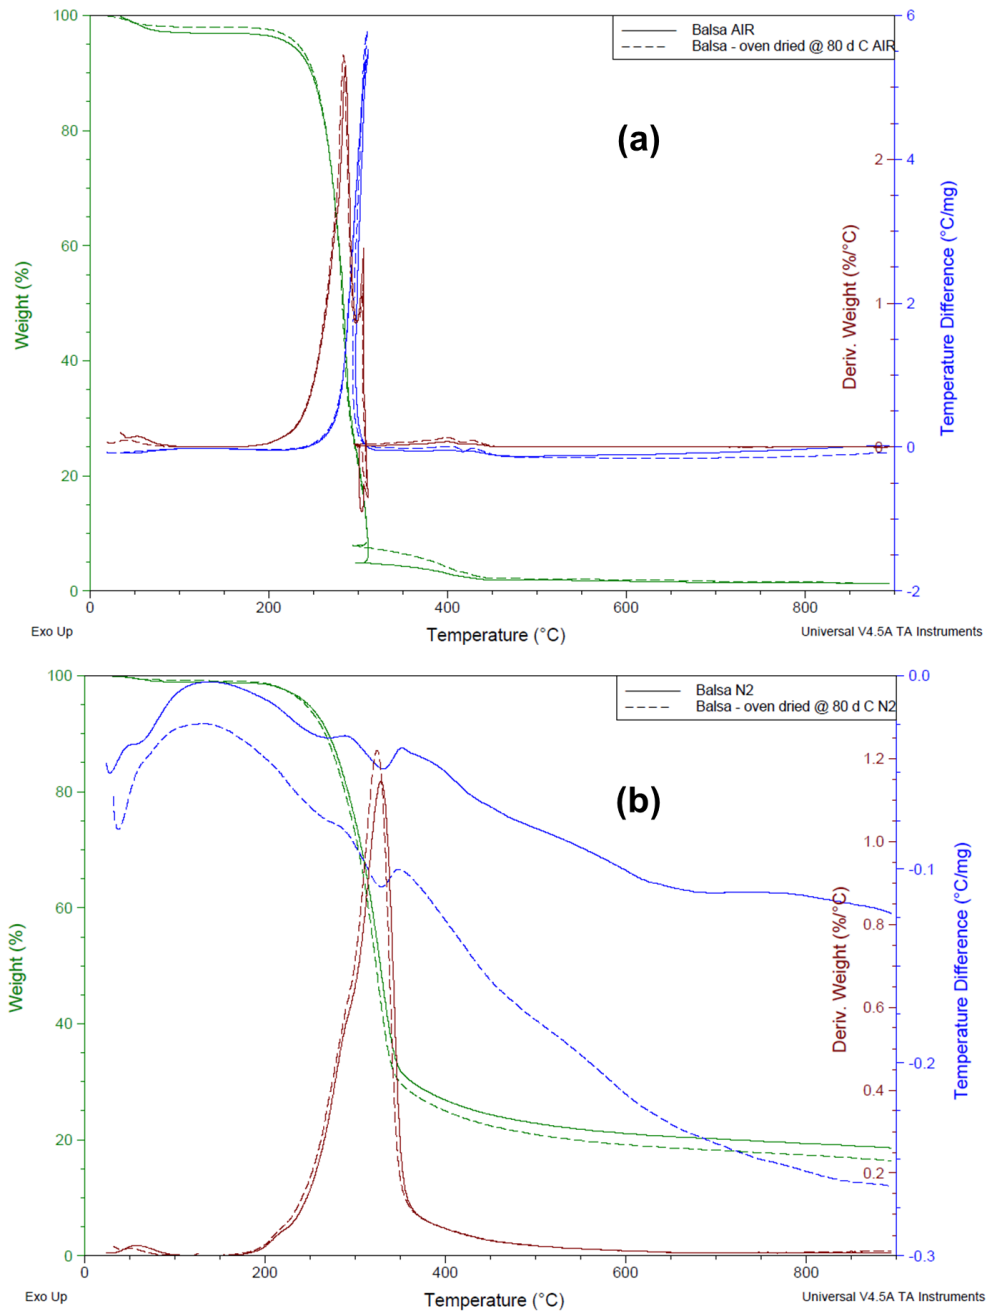 100
80
60
40
20
0
Weight (%)
Balsa AIR
Balsa - oven dried @ 80 d C AIR
(a)
2
1
0
Deriv. Weight (%/°C)
6
4
2
0
-2
Temperature Difference (°C/mg)
0 200 400 600 800
Exo Up
Temperature (°C)
Universal V4.5A TA Instruments
100
80
60
40
20
0
Weight (%)
Balsa N2
Balsa - oven dried @ 80 d C N2
(b)
1.2
1.0
0.8
0.6
0.4
0.2
Deriv. Weight (%/°C)
0.0
-0.1
-0.2
-0.3
Temperature Difference (°C/mg)
0 200 400 600 800
Exo Up
Temperature (°C)
Universal V4.5A TA Instruments